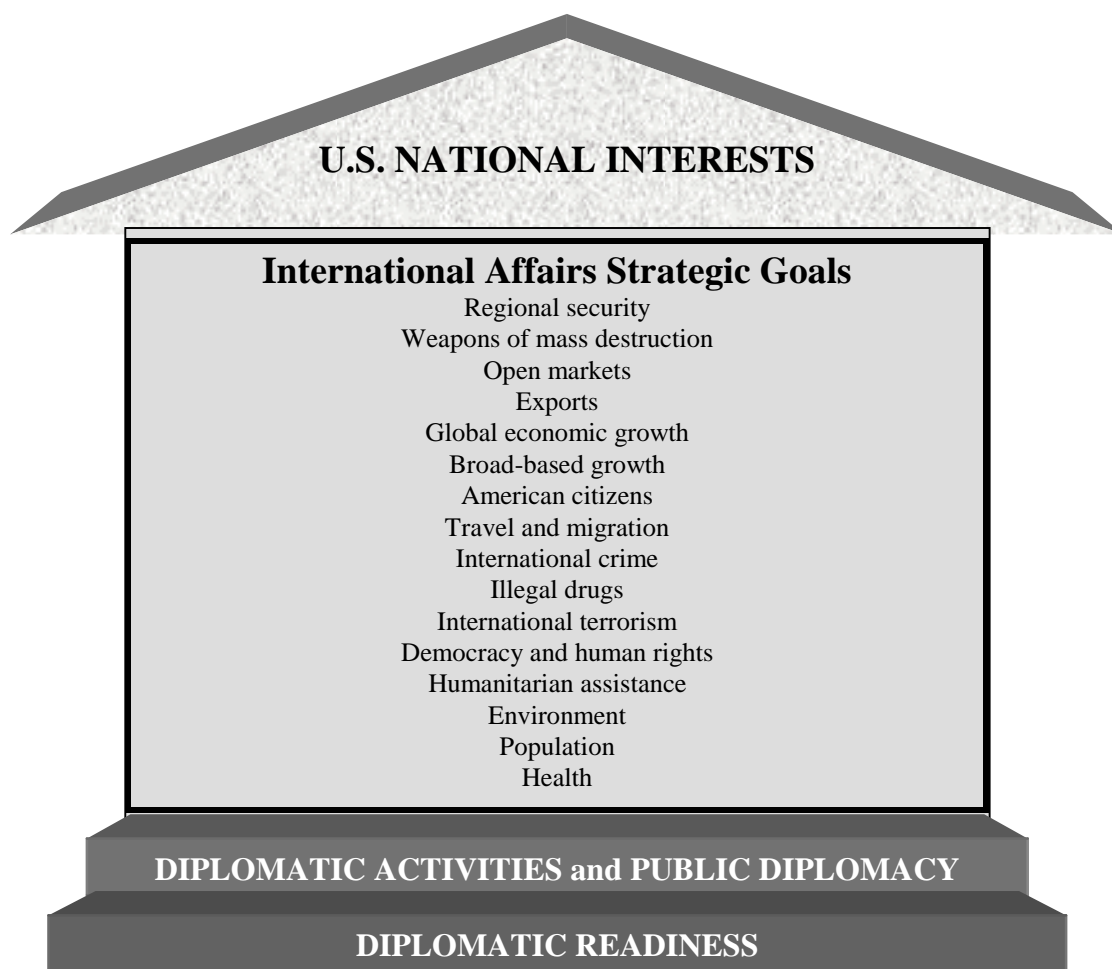 U.S. NATIONAL INTERESTS
International Affairs Strategic Goals
Regional security
Weapons of mass destruction
Open markets
Exports
Global economic growth
Broad-based growth
American citizens
Travel and migration
International crime
Illegal drugs
International terrorism
Democracy and human rights
Humanitarian assistance
Environment
Population
Health
DIPLOMATIC ACTIVITIES and PUBLIC DIPLOMACY
DIPLOMATIC READINESS